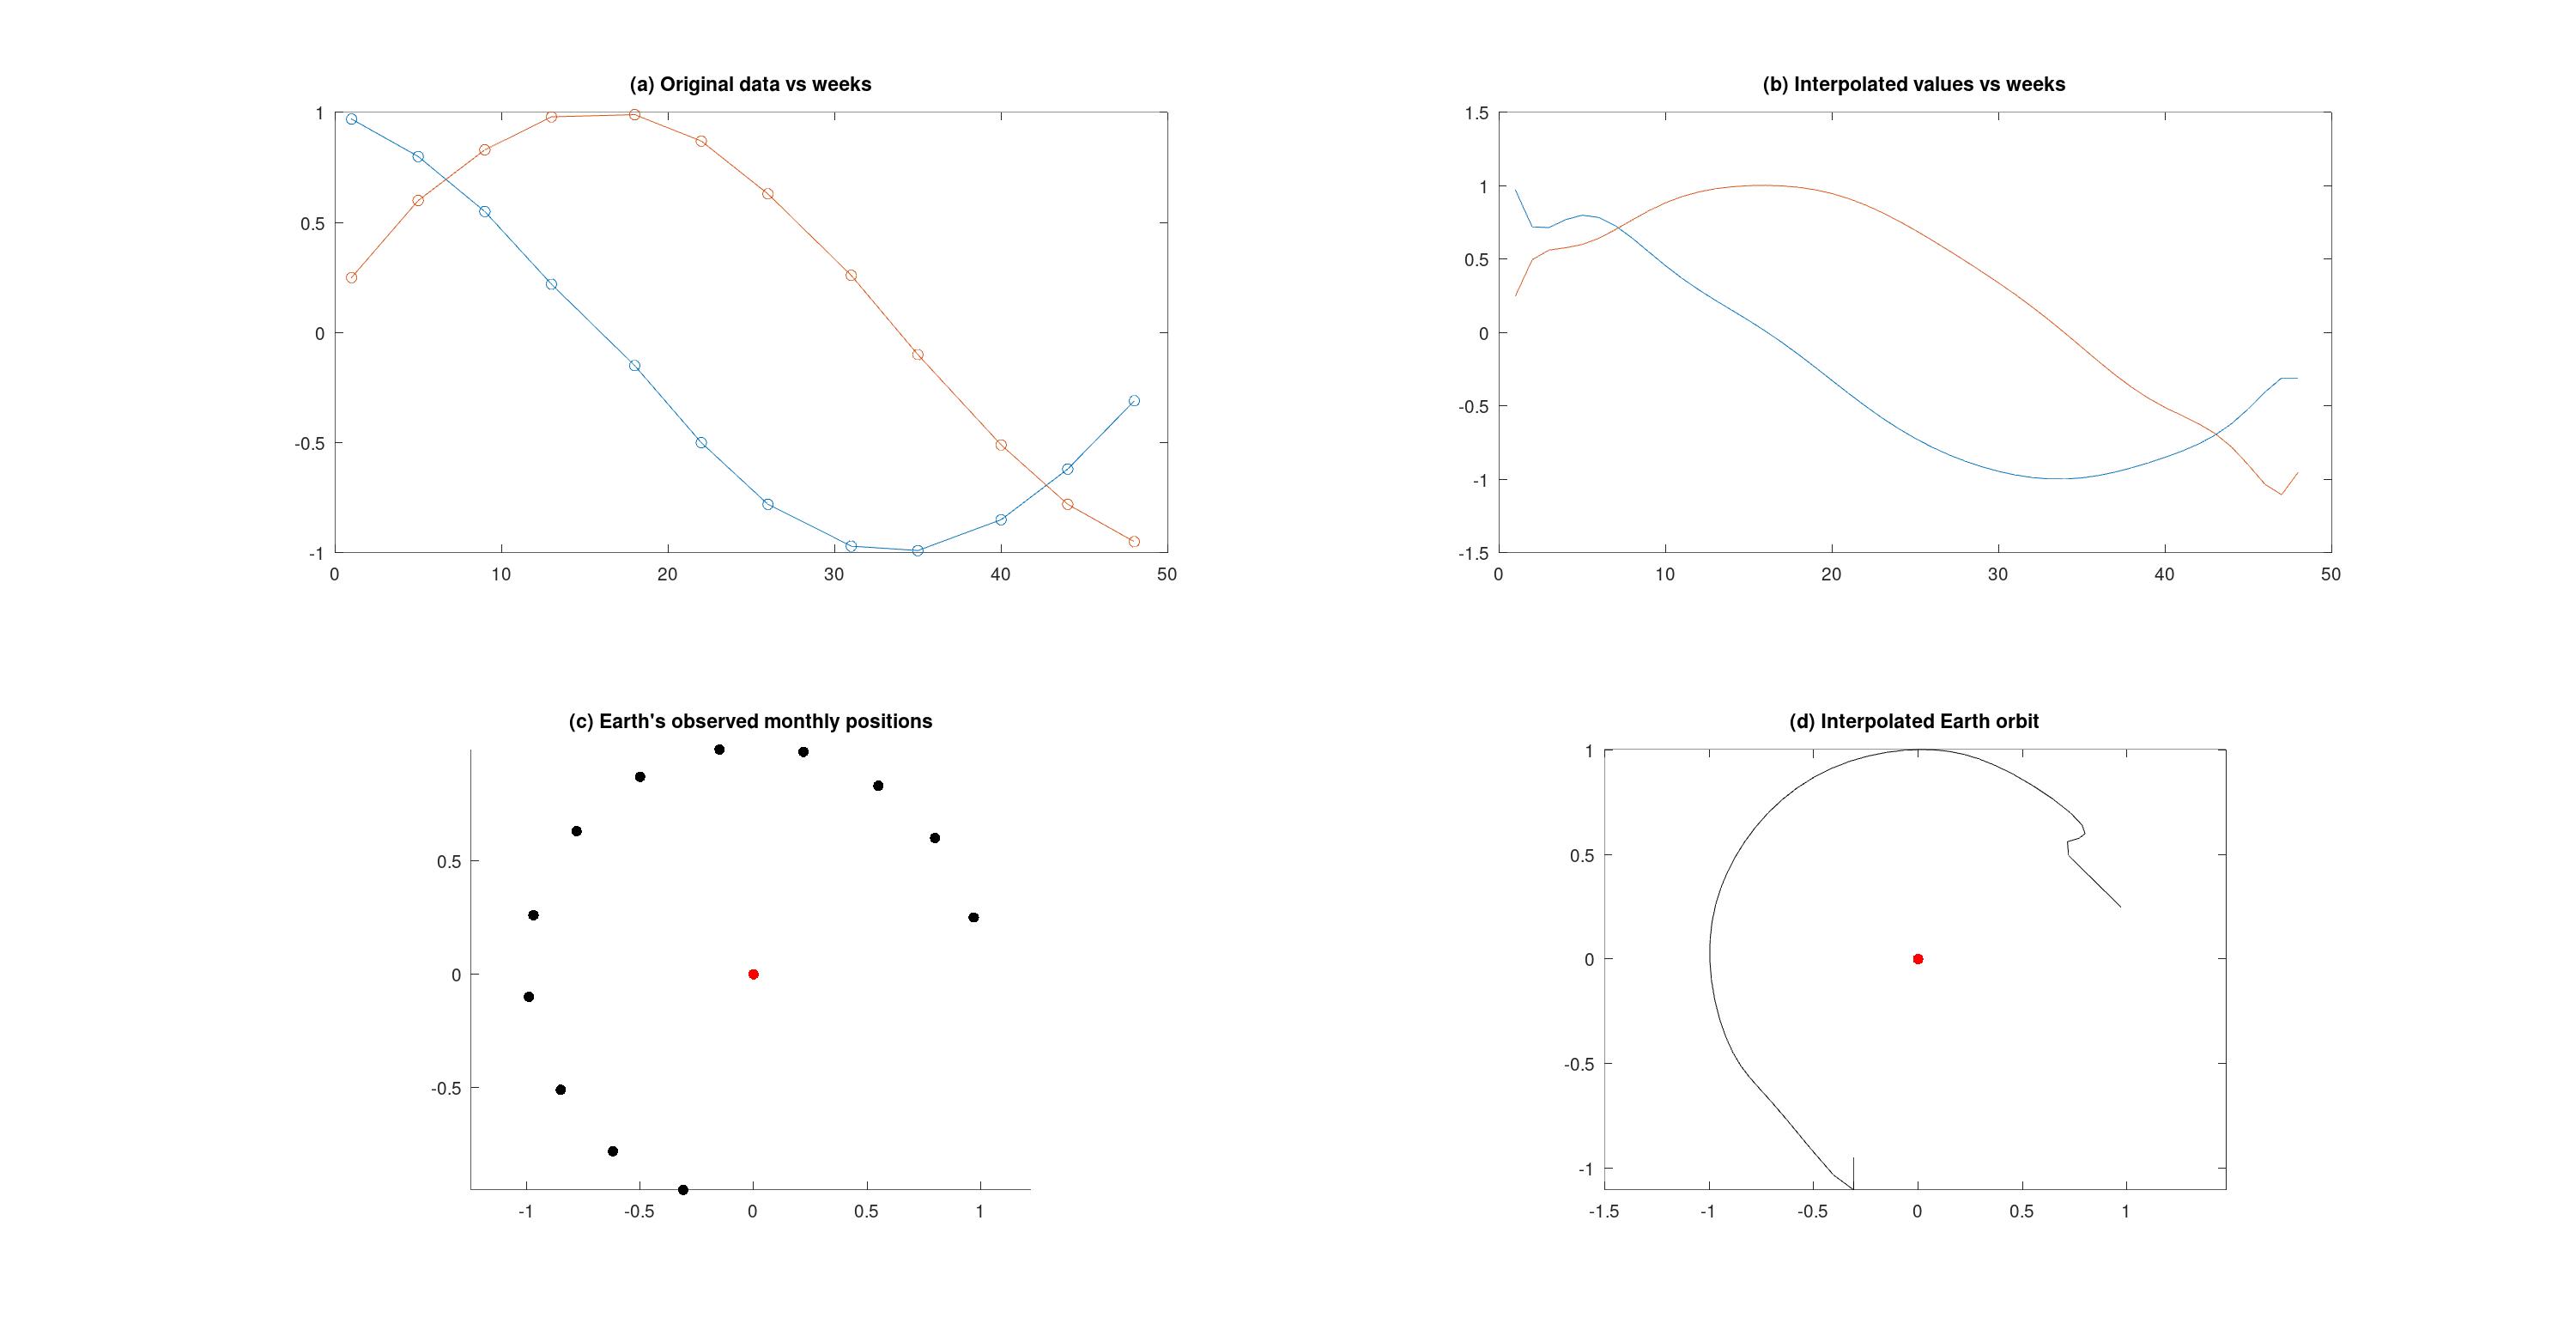 (a) Original data vs weeks
1
0.5
0
-0.5
-1
0 10 20 30 40 50
(b) Interpolated values vs weeks
1.5
1
0.5
0
-0.5
-1
-1.5
0 10 20 30 40 50
(c) Earth's observed monthly positions
0.5
0
-0.5
-1 -0.5 0 0.5 1
(d) Interpolated Earth orbit
1
0.5
0
-0.5
-1
-1.5 -1 -0.5 0 0.5 1